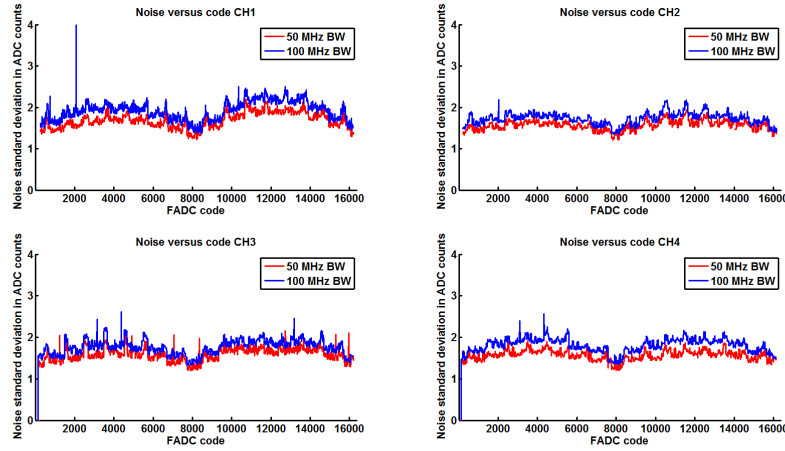 Noise versus code CH1
Noise standard deviation in ADC counts
4
3
2
1
0
50 MHz BW
100 MHz BW
2000 4000 6000 8000 10000 12000 14000 16000
FADC code
Noise versus code CH2
Noise standard deviation in ADC counts
4
3
2
1
0
50 MHz BW
100 MHz BW
2000 4000 6000 8000 10000 12000 14000 16000
FADC code
Noise versus code CH3
Noise standard deviation in ADC counts
4
3
2
1
0
50 MHz BW
100 MHz BW
2000 4000 6000 8000 10000 12000 14000 16000
FADC code
Noise versus code CH4
Noise standard deviation in ADC counts
4
3
2
1
0
50 MHz BW
100 MHz BW
2000 4000 6000 8000 10000 12000 14000 16000
FADC code